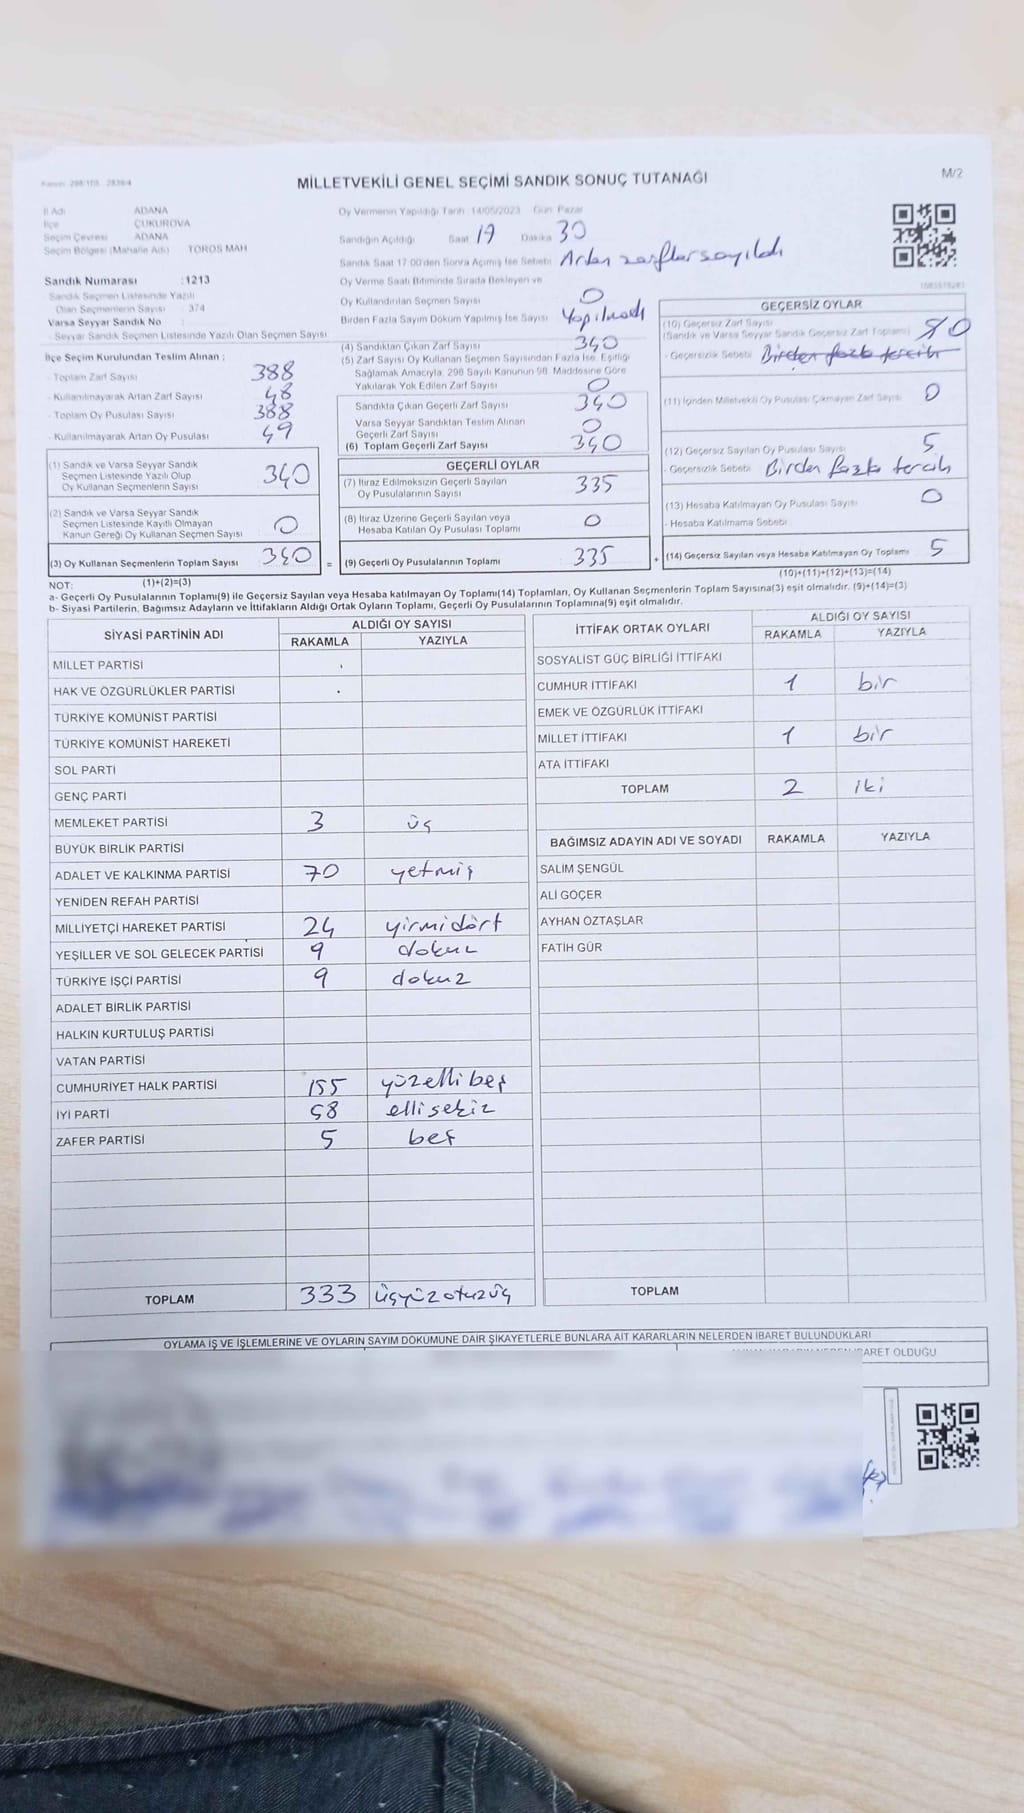 Kanun: 298/105 2839/4
MİLLETVEKİLİ GENEL SEÇİMİ SANDIK SONUÇ TUTANAĞI
M/2
İl Adı ADANA
İlçe ÇUKUROVA
Seçim Çevresi ADANA
Seçim Bölgesi (Mahalle Adı) TOROS MAH
Sandık Numarası :1213
Sandık Seçmen Listesinde Yazılı
Olan Seçmenlerin Sayısı : 374
Varsa Seyyar Sandık No :
- Seyyar Sandık Seçmen Listesinde Yazılı Olan Seçmen Sayısı
İlçe Seçim Kurulundan Teslim Alınan :
- Toplam Zarf Sayısı 388
- Kullanılmayarak Artan Zarf Sayısı 48
- Toplam Oy Pusulası Sayısı 388
- Kullanılmayarak Artan Oy Pusulası 49
Oy Vermenin Yapıldığı Tarih :14/05/2023 Gün: Pazar
Sandığın Açıldığı Saat 19 Dakika 30
Sandık Saat 17:00'den Sonra Açılmış İse Sebebi: Artan zarflar sayıldı
Oy Verme Saati Bitiminde Sırada Bekleyen ve
Oy Kullandırılan Seçmen Sayısı 0
Birden Fazla Sayım Döküm Yapılmış İse Sayısı Yapılmadı
(4) Sandıktan Çıkan Zarf Sayısı 340
(5) Zarf Sayısı Oy Kullanan Seçmen Sayısından Fazla İse, Eşitliği
Sağlamak Amacıyla, 298 Sayılı Kanunun 98. Maddesine Göre
Yakılarak Yok Edilen Zarf Sayısı 0
Sandıkta Çıkan Geçerli Zarf Sayısı 340
Varsa Seyyar Sandıktan Teslim Alınan
Geçerli Zarf Sayısı 0
(6) Toplam Geçerli Zarf Sayısı 340
GEÇERSİZ OYLAR
(10) Geçersiz Zarf Sayısı
(Sandık ve Varsa Seyyar Sandık Geçersiz Zarf Toplamı) 0
- Geçersizlik Sebebi Birden fazla tercih
(11) İçinden Milletvekili Oy Pusulası Çıkmayan Zarf Sayısı 0
(12) Geçersiz Sayılan Oy Pusulası Sayısı 5
- Geçersizlik Sebebi Birden fazla tercih
(13) Hesaba Katılmayan Oy Pusulası Sayısı 0
- Hesaba Katılmama Sebebi
(14) Geçersiz Sayılan veya Hesaba Katılmayan Oy Toplamı 5
(10)+(11)+(12)+(13)=(14)
(1) Sandık ve Varsa Seyyar Sandık
Seçmen Listesinde Yazılı Olup
Oy Kullanan Seçmenlerin Sayısı 340
(2) Sandık ve Varsa Seyyar Sandık
Seçmen Listesinde Kayıtlı Olmayan
Kanun Gereği Oy Kullanan Seçmen Sayısı 0
(3) Oy Kullanan Seçmenlerin Toplam Sayısı 340 =
GEÇERLİ OYLAR
(7) İtiraz Edilmeksizin Geçerli Sayılan
Oy Pusulalarının Sayısı 335
(8) İtiraz Üzerine Geçerli Sayılan veya
Hesaba Katılan Oy Pusulası Toplamı 0
(9) Geçerli Oy Pusulalarının Toplamı 335 +
NOT: (1)+(2)=(3)
a- Geçerli Oy Pusulalarının Toplamı(9) ile Geçersiz Sayılan veya Hesaba katılmayan Oy Toplamı(14) Toplamları, Oy Kullanan Seçmenlerin Toplam Sayısına(3) eşit olmalıdır. (9)+(14)=(3)
b- Siyasi Partilerin, Bağımsız Adayların ve İttifakların Aldığı Ortak Oyların Toplamı, Geçerli Oy Pusulalarının Toplamına(9) eşit olmalıdır.
SİYASİ PARTİNİN ADI ALDIĞI OY SAYISI
RAKAMLA YAZIYLA
MİLLET PARTİSİ
HAK VE ÖZGÜRLÜKLER PARTİSİ
TÜRKİYE KOMÜNİST PARTİSİ
TÜRKİYE KOMÜNİST HAREKETİ
SOL PARTİ
GENÇ PARTİ
MEMLEKET PARTİSİ 3 üç
BÜYÜK BİRLİK PARTİSİ
ADALET VE KALKINMA PARTİSİ 70 yetmiş
YENİDEN REFAH PARTİSİ
MİLLİYETÇİ HAREKET PARTİSİ 24 yirmidört
YEŞİLLER VE SOL GELECEK PARTİSİ 9 dokuz
TÜRKİYE İŞÇİ PARTİSİ 9 dokuz
ADALET BİRLİK PARTİSİ
HALKIN KURTULUŞ PARTİSİ
VATAN PARTİSİ
CUMHURİYET HALK PARTİSİ 155 yüzelli beş
İYİ PARTİ 58 elli sekiz
ZAFER PARTİSİ 5 beş
TOPLAM 333 üçyüz otuzüç
İTTİFAK ORTAK OYLARI ALDIĞI OY SAYISI
RAKAMLA YAZIYLA
SOSYALİST GÜÇ BİRLİĞİ İTTİFAKI
CUMHUR İTTİFAKI 1 bir
EMEK VE ÖZGÜRLÜK İTTİFAKI
MİLLET İTTİFAKI 1 bir
ATA İTTİFAKI
TOPLAM 2 iki
BAĞIMSIZ ADAYIN ADI VE SOYADI RAKAMLA YAZIYLA
SALİM ŞENGÜL
ALİ GÖÇER
AYHAN ÖZTAŞLAR
FATİH GÜR
TOPLAM
OYLAMA İŞ VE İŞLEMLERİNE VE OYLARIN SAYIM DÖKÜMÜNE DAİR ŞİKAYETLERLE BUNLARA AİT KARARLARIN NELERDEN İBARET BULUNDUKLARI
OLDUĞU